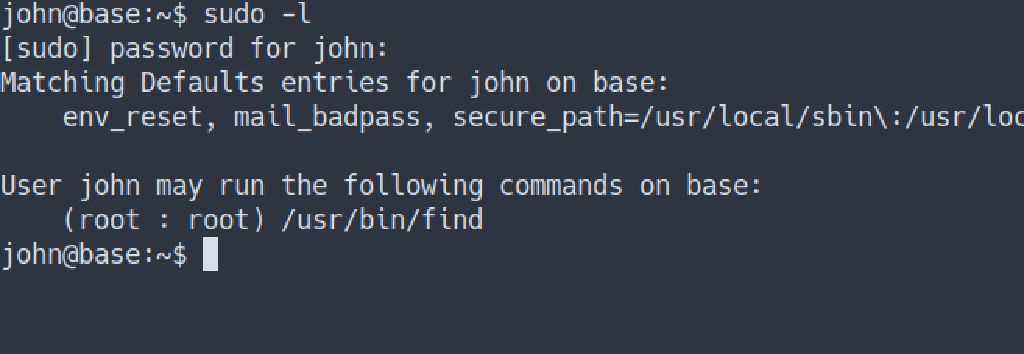 john@base:~$ sudo -l
[sudo] password for john:
Matching Defaults entries for john on base:
    env_reset, mail_badpass, secure_path=/usr/local/sbin\:/usr/loc
User john may run the following commands on base:
    (root : root) /usr/bin/find
john@base:~$